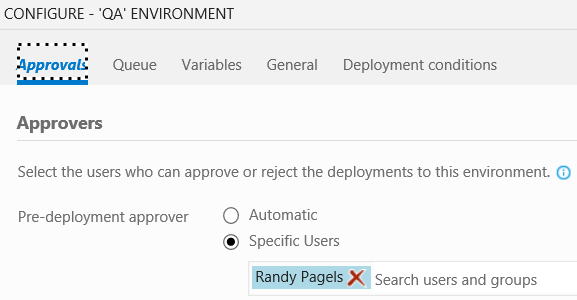 CONFIGURE - 'QA' ENVIRONMENT
Approvals Queue Variables General Deployment conditions
Approvers
Select the users who can approve or reject the deployments to this environment.
Pre-deployment approver Automatic
Specific Users
Randy Pagels Search users and groups